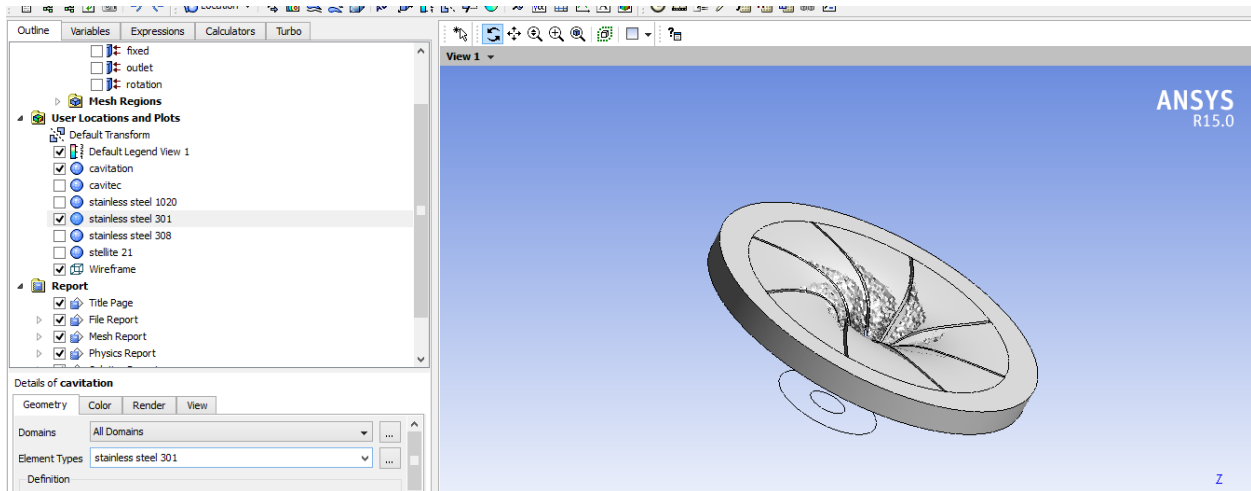 Location
Outline Variables Expressions Calculators Turbo
fixed
outlet
rotation
Mesh Regions
User Locations and Plots
Default Transform
Default Legend View 1
cavitation
cavitec
stainless steel 1020
stainless steel 301
stainless steel 308
stellite 21
Wireframe
Report
Title Page
File Report
Mesh Report
Physics Report
Details of cavitation
Geometry Color Render View
Domains All Domains ...
Element Types stainless steel 301 ...
Definition
View 1
ANSYS
R15.0
Z